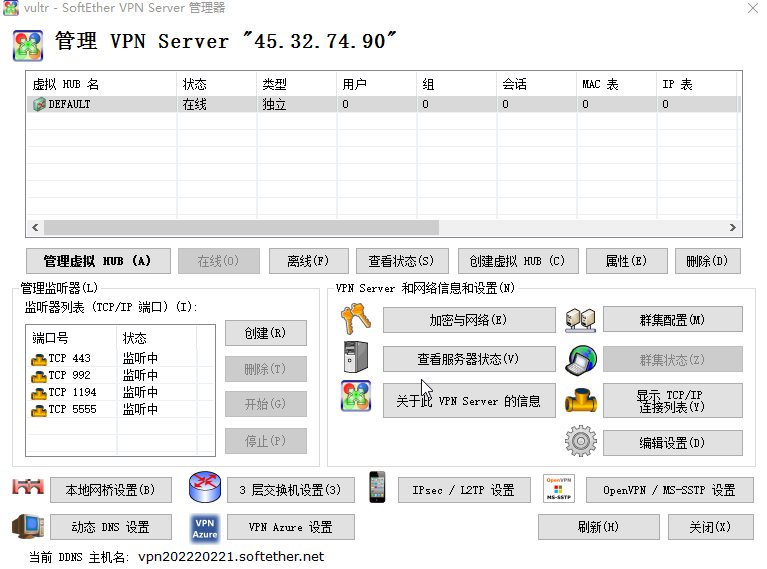 vultr - SoftEther VPN Server 管理器
管理 VPN Server "45.32.74.90"
虚拟 HUB 名 状态 类型 用户 组 会话 MAC 表 IP 表
DEFAULT 在线 独立 0 0 0 0 0
管理虚拟 HUB (A) 在线(O) 离线(F) 查看状态(S) 创建虚拟 HUB (C) 属性(E) 删除(D)
管理监听器(L)
监听器列表 (TCP/IP 端口) (I):
端口号 状态
TCP 443 监听中
TCP 992 监听中
TCP 1194 监听中
TCP 5555 监听中
创建(R)
删除(T)
开始(G)
停止(P)
VPN Server 和网络信息和设置(N)
加密与网络(E) 群集配置(M)
查看服务器状态(V) 群集状态(Z)
关于此 VPN Server 的信息 显示 TCP/IP
连接列表(Y)
编辑设置(D)
本地网桥设置(B) 3 层交换机设置(3) IPsec / L2TP 设置 OpenVPN MS-SSTP OpenVPN / MS-SSTP 设置
动态 DNS 设置 VPN Azure VPN Azure 设置 刷新(H) 关闭(X)
当前 DDNS 主机名: vpn202220221.softether.net